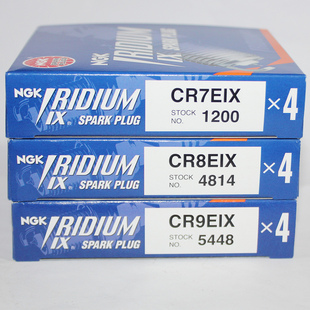 NGK IRIDIUM IX SPARK PLUG
CR7EIX
STOCK NO. 1200
×4
NGK IRIDIUM IX SPARK PLUG
CR8EIX
STOCK NO. 4814
×4
NGK IRIDIUM IX SPARK PLUG
CR9EIX
STOCK NO. 5448
×4